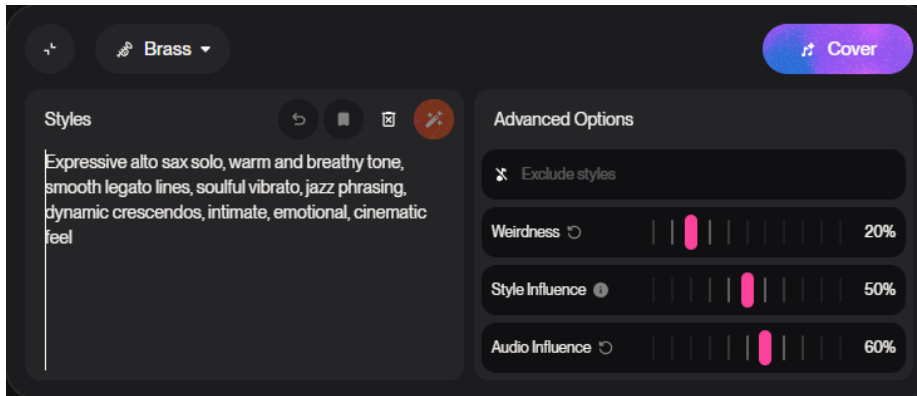 Brass
Cover
Styles
Expressive alto sax solo, warm and breathy tone,
smooth legato lines, soulful vibrato, jazz phrasing,
dynamic crescendos, intimate, emotional, cinematic
feel
Advanced Options
Exclude styles
Weirdness 20%
Style Influence 50%
Audio Influence 60%